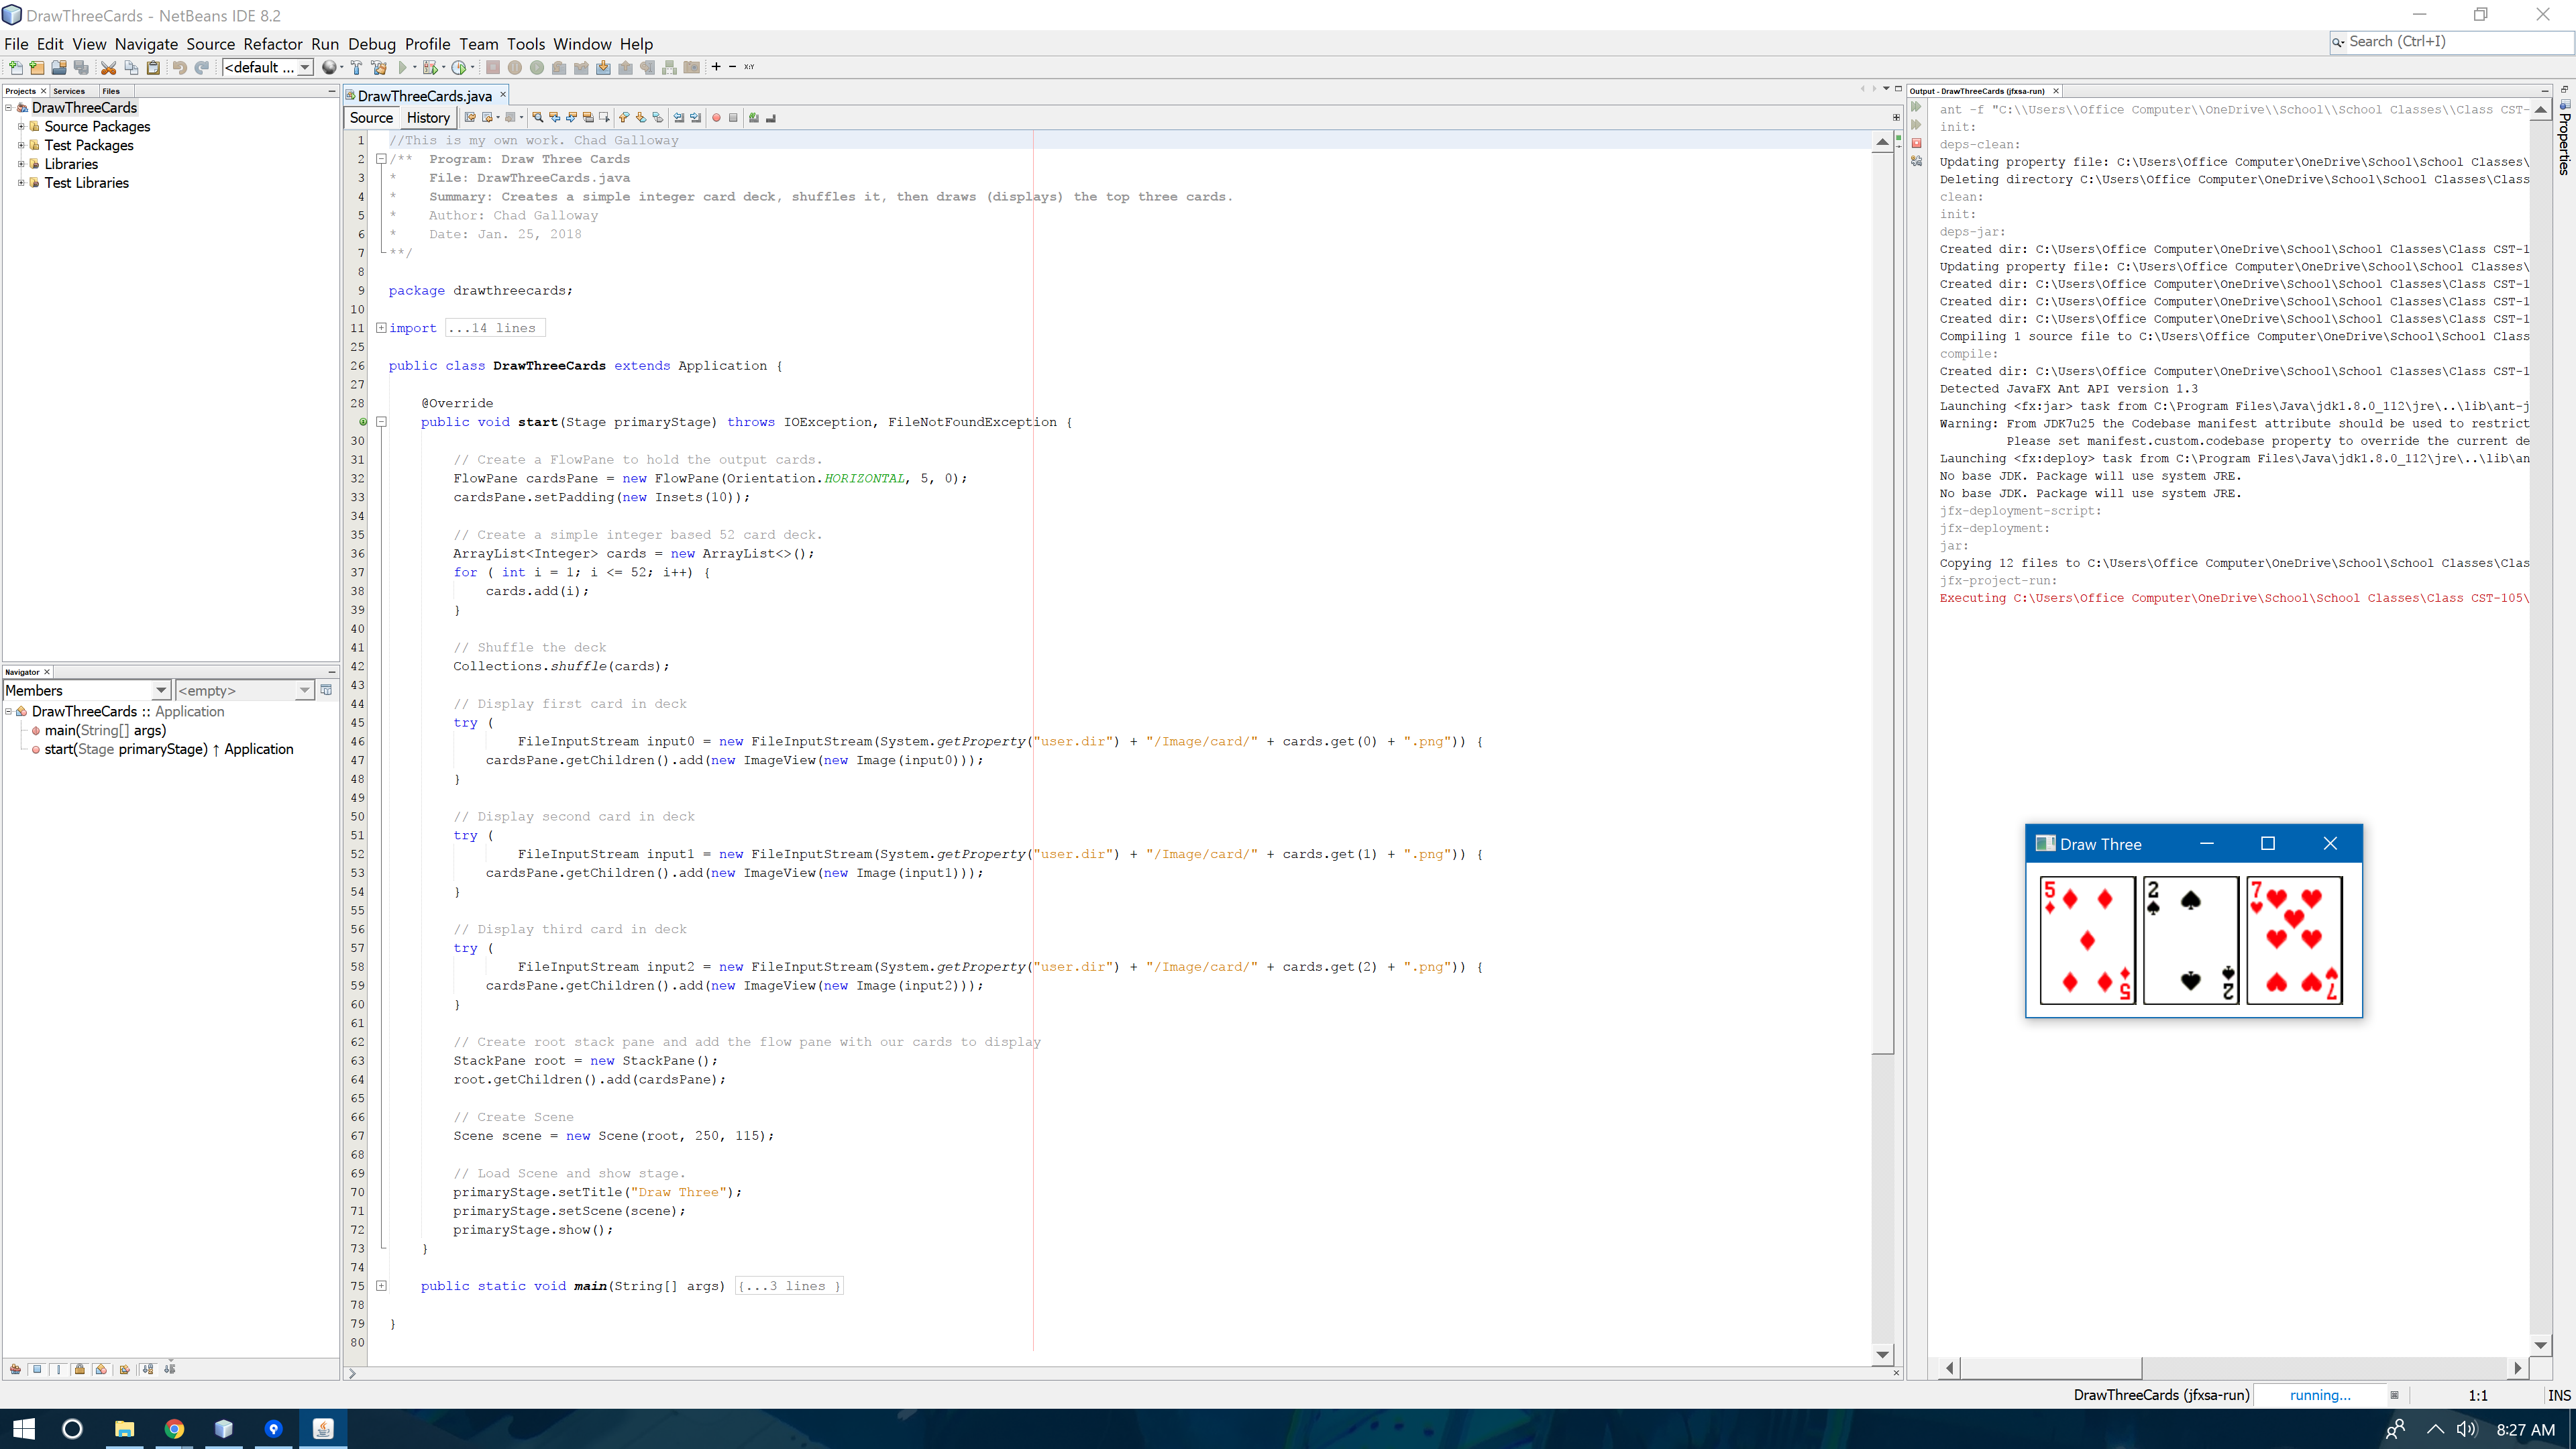 DrawThreeCards - NetBeans IDE 8.2
File Edit View Navigate Source Refactor Run Debug Profile Team Tools Window Help
Search (Ctrl+I)
<default ...
Projects Services Files
DrawThreeCards
Source Packages
Test Packages
Libraries
Test Libraries
Navigator
Members <empty>
DrawThreeCards :: Application
main(String[] args)
start(Stage primaryStage) ↑ Application
DrawThreeCards.java
Source History
1 //This is my own work. Chad Galloway
2 /** Program: Draw Three Cards
3 * File: DrawThreeCards.java
4 * Summary: Creates a simple integer card deck, shuffles it, then draws (displays) the top three cards.
5 * Author: Chad Galloway
6 * Date: Jan. 25, 2018
7 **/
8
9 package drawthreecards;
10
11 import ...14 lines
25
26 public class DrawThreeCards extends Application {
27
28 @Override
public void start(Stage primaryStage) throws IOException, FileNotFoundException {
30
31 // Create a FlowPane to hold the output cards.
32 FlowPane cardsPane = new FlowPane(Orientation.HORIZONTAL, 5, 0);
33 cardsPane.setPadding(new Insets(10));
34
35 // Create a simple integer based 52 card deck.
36 ArrayList<Integer> cards = new ArrayList<>();
37 for ( int i = 1; i <= 52; i++) {
38 cards.add(i);
39 }
40
41 // Shuffle the deck
42 Collections.shuffle(cards);
43
44 // Display first card in deck
45 try (
46 FileInputStream input0 = new FileInputStream(System.getProperty("user.dir") + "/Image/card/" + cards.get(0) + ".png")) {
47 cardsPane.getChildren().add(new ImageView(new Image(input0)));
48 }
49
50 // Display second card in deck
51 try (
52 FileInputStream input1 = new FileInputStream(System.getProperty("user.dir") + "/Image/card/" + cards.get(1) + ".png")) {
53 cardsPane.getChildren().add(new ImageView(new Image(input1)));
54 }
55
56 // Display third card in deck
57 try (
58 FileInputStream input2 = new FileInputStream(System.getProperty("user.dir") + "/Image/card/" + cards.get(2) + ".png")) {
59 cardsPane.getChildren().add(new ImageView(new Image(input2)));
60 }
61
62 // Create root stack pane and add the flow pane with our cards to display
63 StackPane root = new StackPane();
64 root.getChildren().add(cardsPane);
65
66 // Create Scene
67 Scene scene = new Scene(root, 250, 115);
68
69 // Load Scene and show stage.
70 primaryStage.setTitle("Draw Three");
71 primaryStage.setScene(scene);
72 primaryStage.show();
73 }
74
75 public static void main(String[] args) {...3 lines }
78
79 }
80
Output - DrawThreeCards (jfxsa-run)
ant -f "C:\\Users\\Office Computer\\OneDrive\\School\\School Classes\\Class CST-
init:
deps-clean:
Updating property file: C:\Users\Office Computer\OneDrive\School\School Classes\
Deleting directory C:\Users\Office Computer\OneDrive\School\School Classes\Class
clean:
init:
deps-jar:
Created dir: C:\Users\Office Computer\OneDrive\School\School Classes\Class CST-1
Updating property file: C:\Users\Office Computer\OneDrive\School\School Classes\
Created dir: C:\Users\Office Computer\OneDrive\School\School Classes\Class CST-1
Created dir: C:\Users\Office Computer\OneDrive\School\School Classes\Class CST-1
Created dir: C:\Users\Office Computer\OneDrive\School\School Classes\Class CST-1
Compiling 1 source file to C:\Users\Office Computer\OneDrive\School\School Class
compile:
Created dir: C:\Users\Office Computer\OneDrive\School\School Classes\Class CST-1
Detected JavaFX Ant API version 1.3
Launching <fx:jar> task from C:\Program Files\Java\jdk1.8.0_112\jre\..\lib\ant-j
Warning: From JDK7u25 the Codebase manifest attribute should be used to restrict
Please set manifest.custom.codebase property to override the current de
Launching <fx:deploy> task from C:\Program Files\Java\jdk1.8.0_112\jre\..\lib\an
No base JDK. Package will use system JRE.
No base JDK. Package will use system JRE.
jfx-deployment-script:
jfx-deployment:
jar:
Copying 12 files to C:\Users\Office Computer\OneDrive\School\School Classes\Clas
jfx-project-run:
Executing C:\Users\Office Computer\OneDrive\School\School Classes\Class CST-105\
Properties
Draw Three
5 2 7
5 2 7
DrawThreeCards (jfxsa-run) running... 1:1 INS
8:27 AM